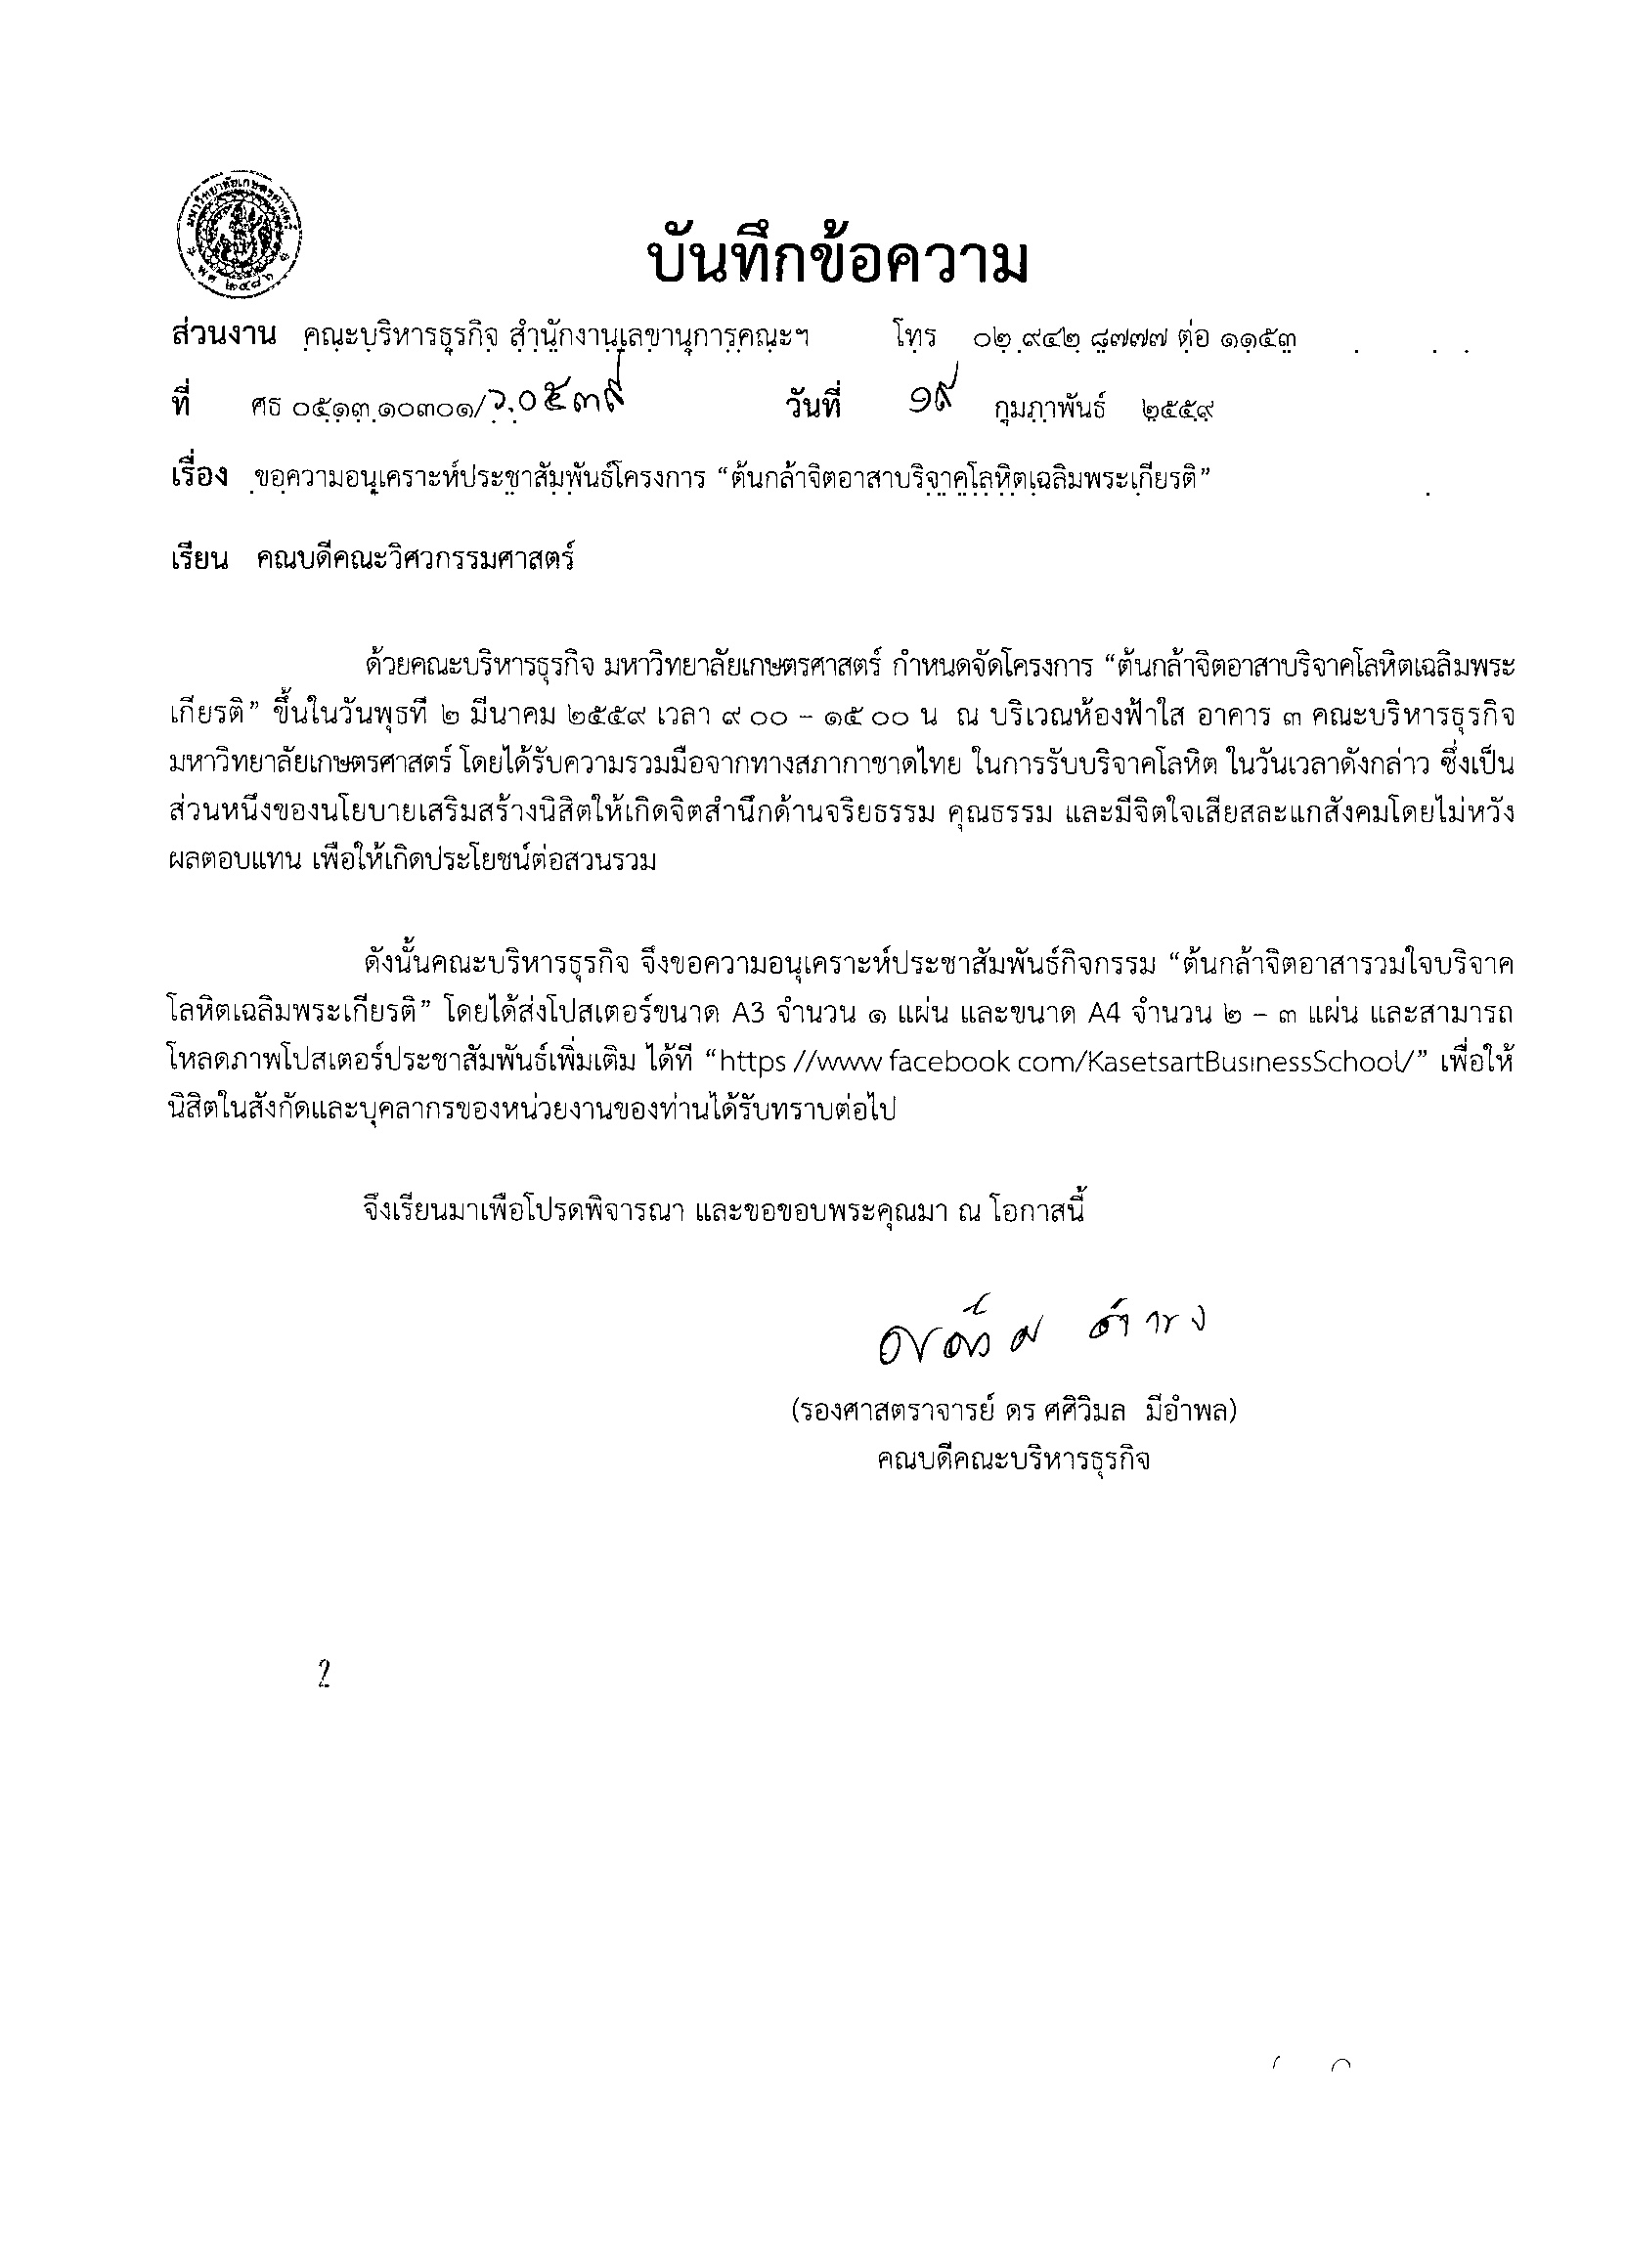 มหาวิทยาลัยเกษตรศาสตร์
พศ ๒๔๘๖
บันทึกข้อความ
ส่วนงาน คณะบริหารธุรกิจ สำนักงานเลขานุการคณะฯ โทร ๐๒ ๙๔๒ ๘๗๗๗ ต่อ ๑๑๕๓
ที่ ศธ ๐๕๑๓ ๑๐๓๐๑/ว.๐๕๓๙ วันที่ ๑๙ กุมภาพันธ์ ๒๕๕๙
เรื่อง ขอความอนุเคราะห์ประชาสัมพันธ์โครงการ “ต้นกล้าจิตอาสาบริจาคโลหิตเฉลิมพระเกียรติ”
เรียน คณบดีคณะวิศวกรรมศาสตร์
ด้วยคณะบริหารธุรกิจ มหาวิทยาลัยเกษตรศาสตร์ กำหนดจัดโครงการ “ต้นกล้าจิตอาสาบริจาคโลหิตเฉลิมพระ
เกียรติ” ขึ้นในวันพุธที่ ๒ มีนาคม ๒๕๕๙ เวลา ๙ ๐๐ – ๑๕ ๐๐ น ณ บริเวณห้องฟ้าใส อาคาร ๓ คณะบริหารธุรกิจ
มหาวิทยาลัยเกษตรศาสตร์ โดยได้รับความรวมมือจากทางสภากาชาดไทย ในการรับบริจาคโลหิต ในวันเวลาดังกล่าว ซึ่งเป็น
ส่วนหนึ่งของนโยบายเสริมสร้างนิสิตให้เกิดจิตสำนึกด้านจริยธรรม คุณธรรม และมีจิตใจเสียสละแกสังคมโดยไม่หวัง
ผลตอบแทน เพื่อให้เกิดประโยชน์ต่อสวนรวม
ดังนั้นคณะบริหารธุรกิจ จึงขอความอนุเคราะห์ประชาสัมพันธ์กิจกรรม “ต้นกล้าจิตอาสารวมใจบริจาค
โลหิตเฉลิมพระเกียรติ” โดยได้ส่งโปสเตอร์ขนาด A3 จำนวน ๑ แผ่น และขนาด A4 จำนวน ๒ – ๓ แผ่น และสามารถ
โหลดภาพโปสเตอร์ประชาสัมพันธ์เพิ่มเติม ได้ที่ “https //www facebook com/KasetsartBusinessSchool/” เพื่อให้
นิสิตในสังกัดและบุคลากรของหน่วยงานของท่านได้รับทราบต่อไป
จึงเรียนมาเพื่อโปรดพิจารณา และขอขอบพระคุณมา ณ โอกาสนี้
(รองศาสตราจารย์ ดร ศศิวิมล มีอำพล)
คณบดีคณะบริหารธุรกิจ
2